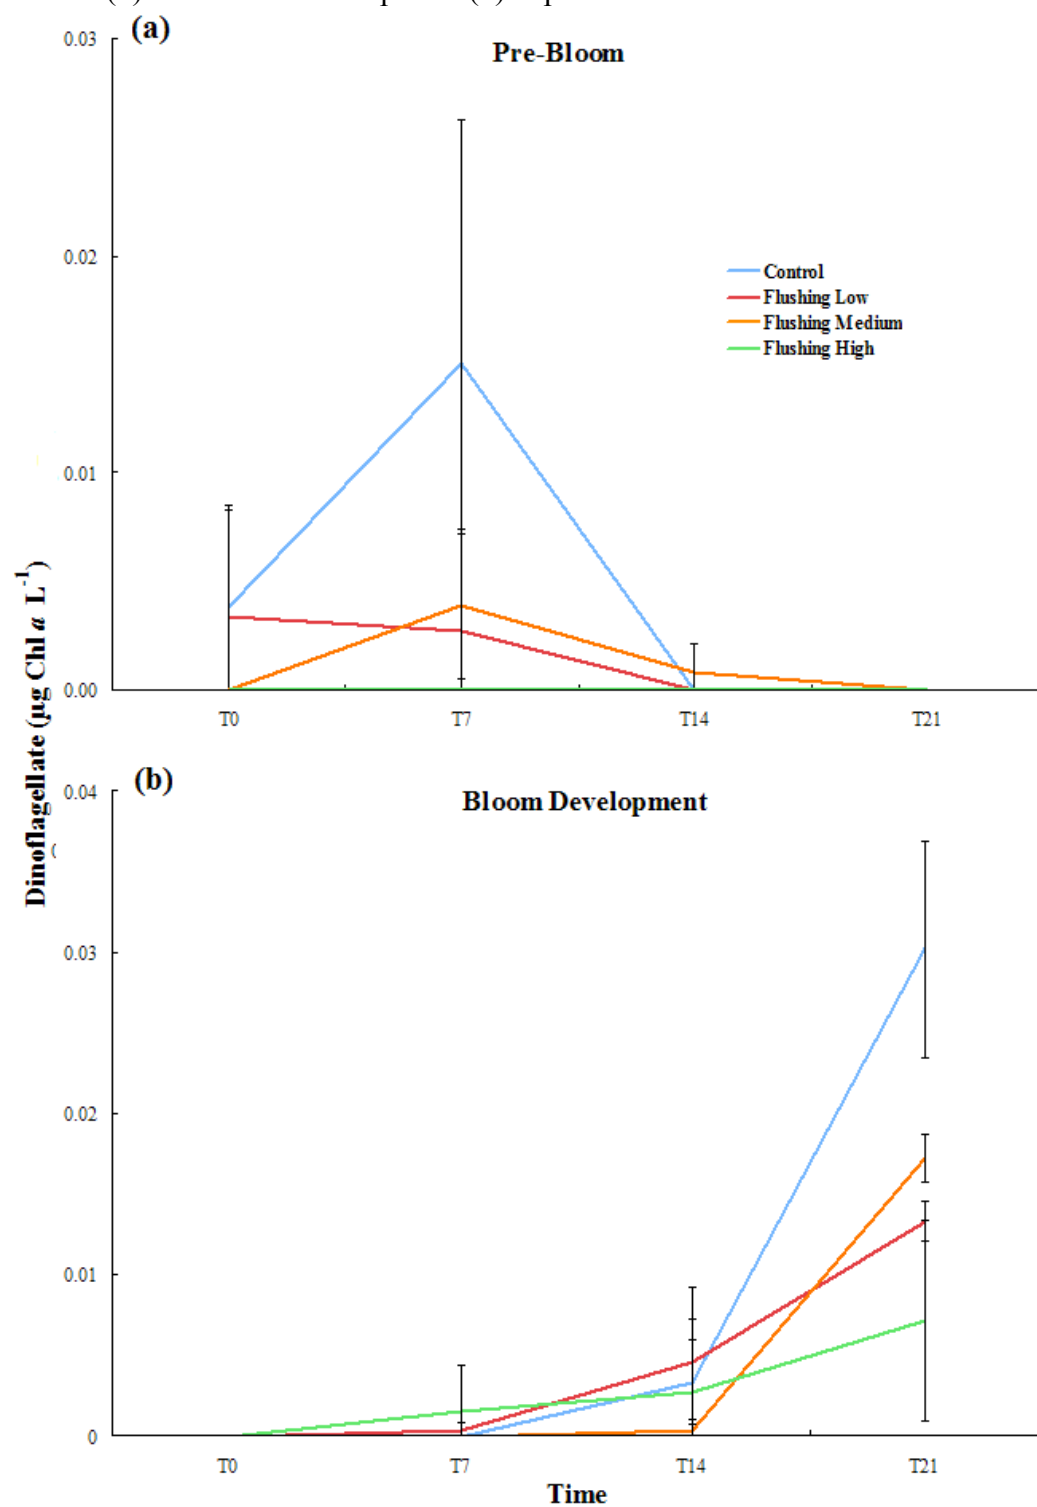 (a)
Pre-Bloom
0.03
0.02
0.01
0.00
Control
Flushing Low
Flushing Medium
Flushing High
T0 T7 T14 T21
Dinoflagellate (µg Chl a L-1)
(b)
Bloom Development
0.04
0.03
0.02
0.01
0
T0 T7 T14 T21
Time